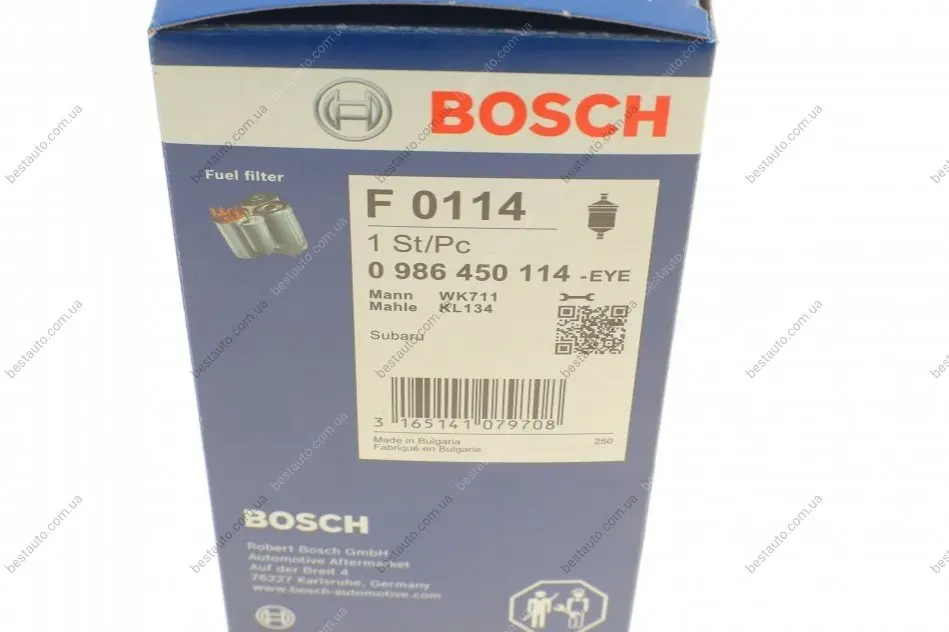 BOSCH
Fuel filter
F 0114
1 St/Pc
0 986 450 114 -EYE
Mann WK711
Mahle KL134
Subaru
3 165141 079708
Made in Bulgaria 250
Fabriqué en Bulgarie
BOSCH
Robert Bosch GmbH
Automotive Aftermarket
Auf der Breit 4
76227 Karlsruhe, Germany
www.bosch-automotive.com
bestauto.com.ua